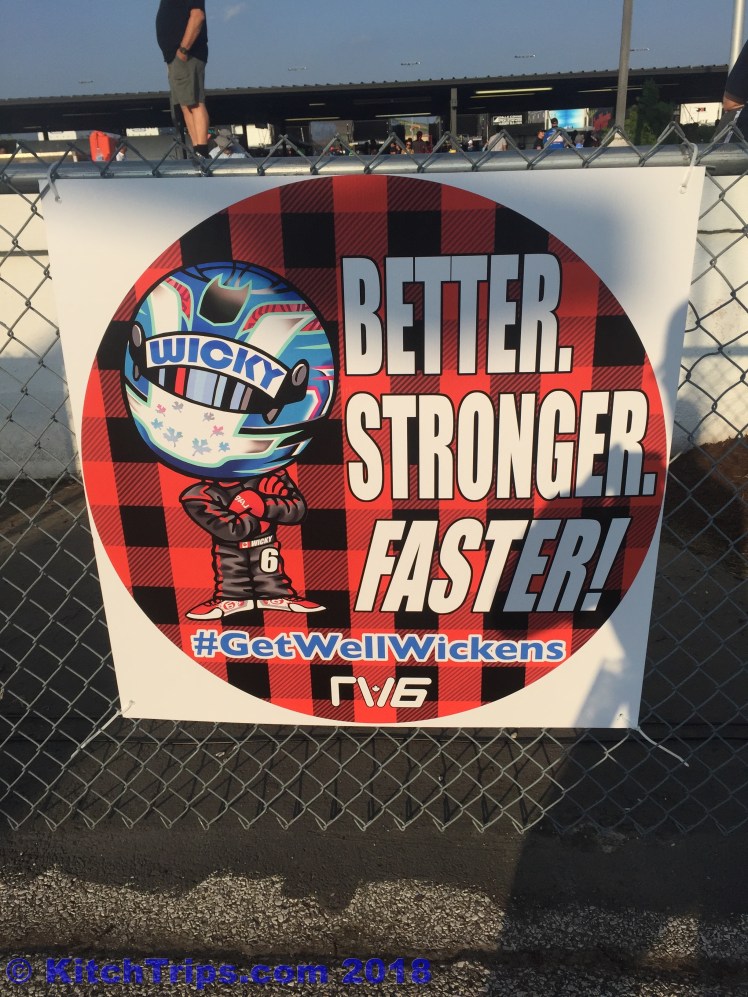 WICKY
BETTER.
STRONGER.
FASTER!
WICKY
6
#GetWellWickens
rw6
© KitchTrips.com 2018